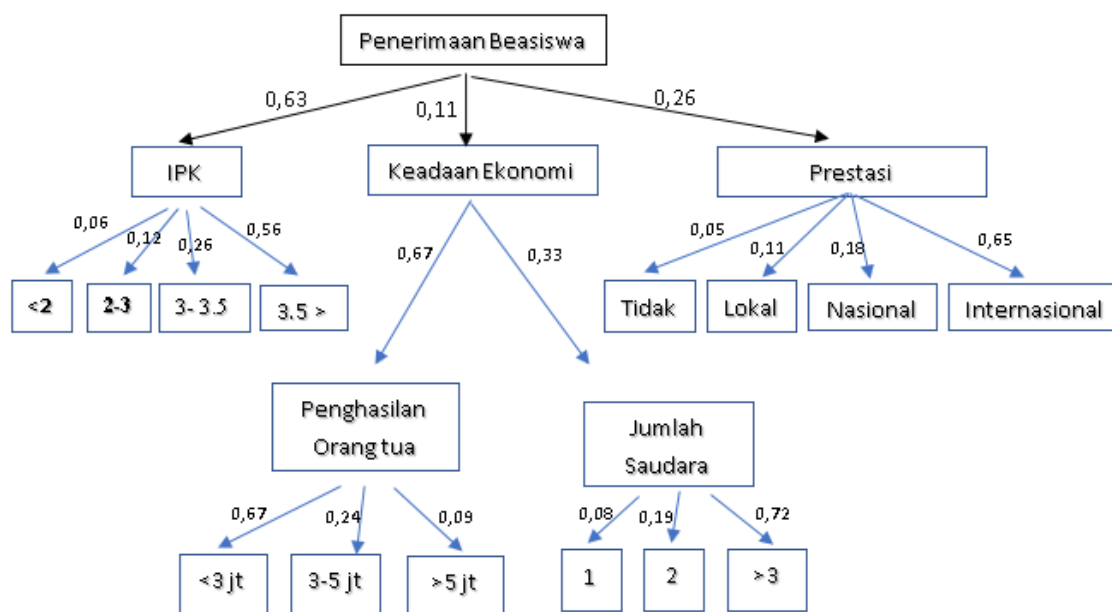 Penerimaan Beasiswa
0,63
0,11
0,26
IPK
Keadaan Ekonomi
Prestasi
0,06
0,12
0,26
0,56
0,67
0,33
0,05
0,11
0,18
0,65
<2
2-3
3- 3.5
3.5 >
Tidak
Lokal
Nasional
Internasional
Penghasilan
Orang tua
Jumlah
Saudara
0,67
0,24
0,09
0,08
0,19
0,72
<3 jt
3-5 jt
>5 jt
1
2
>3